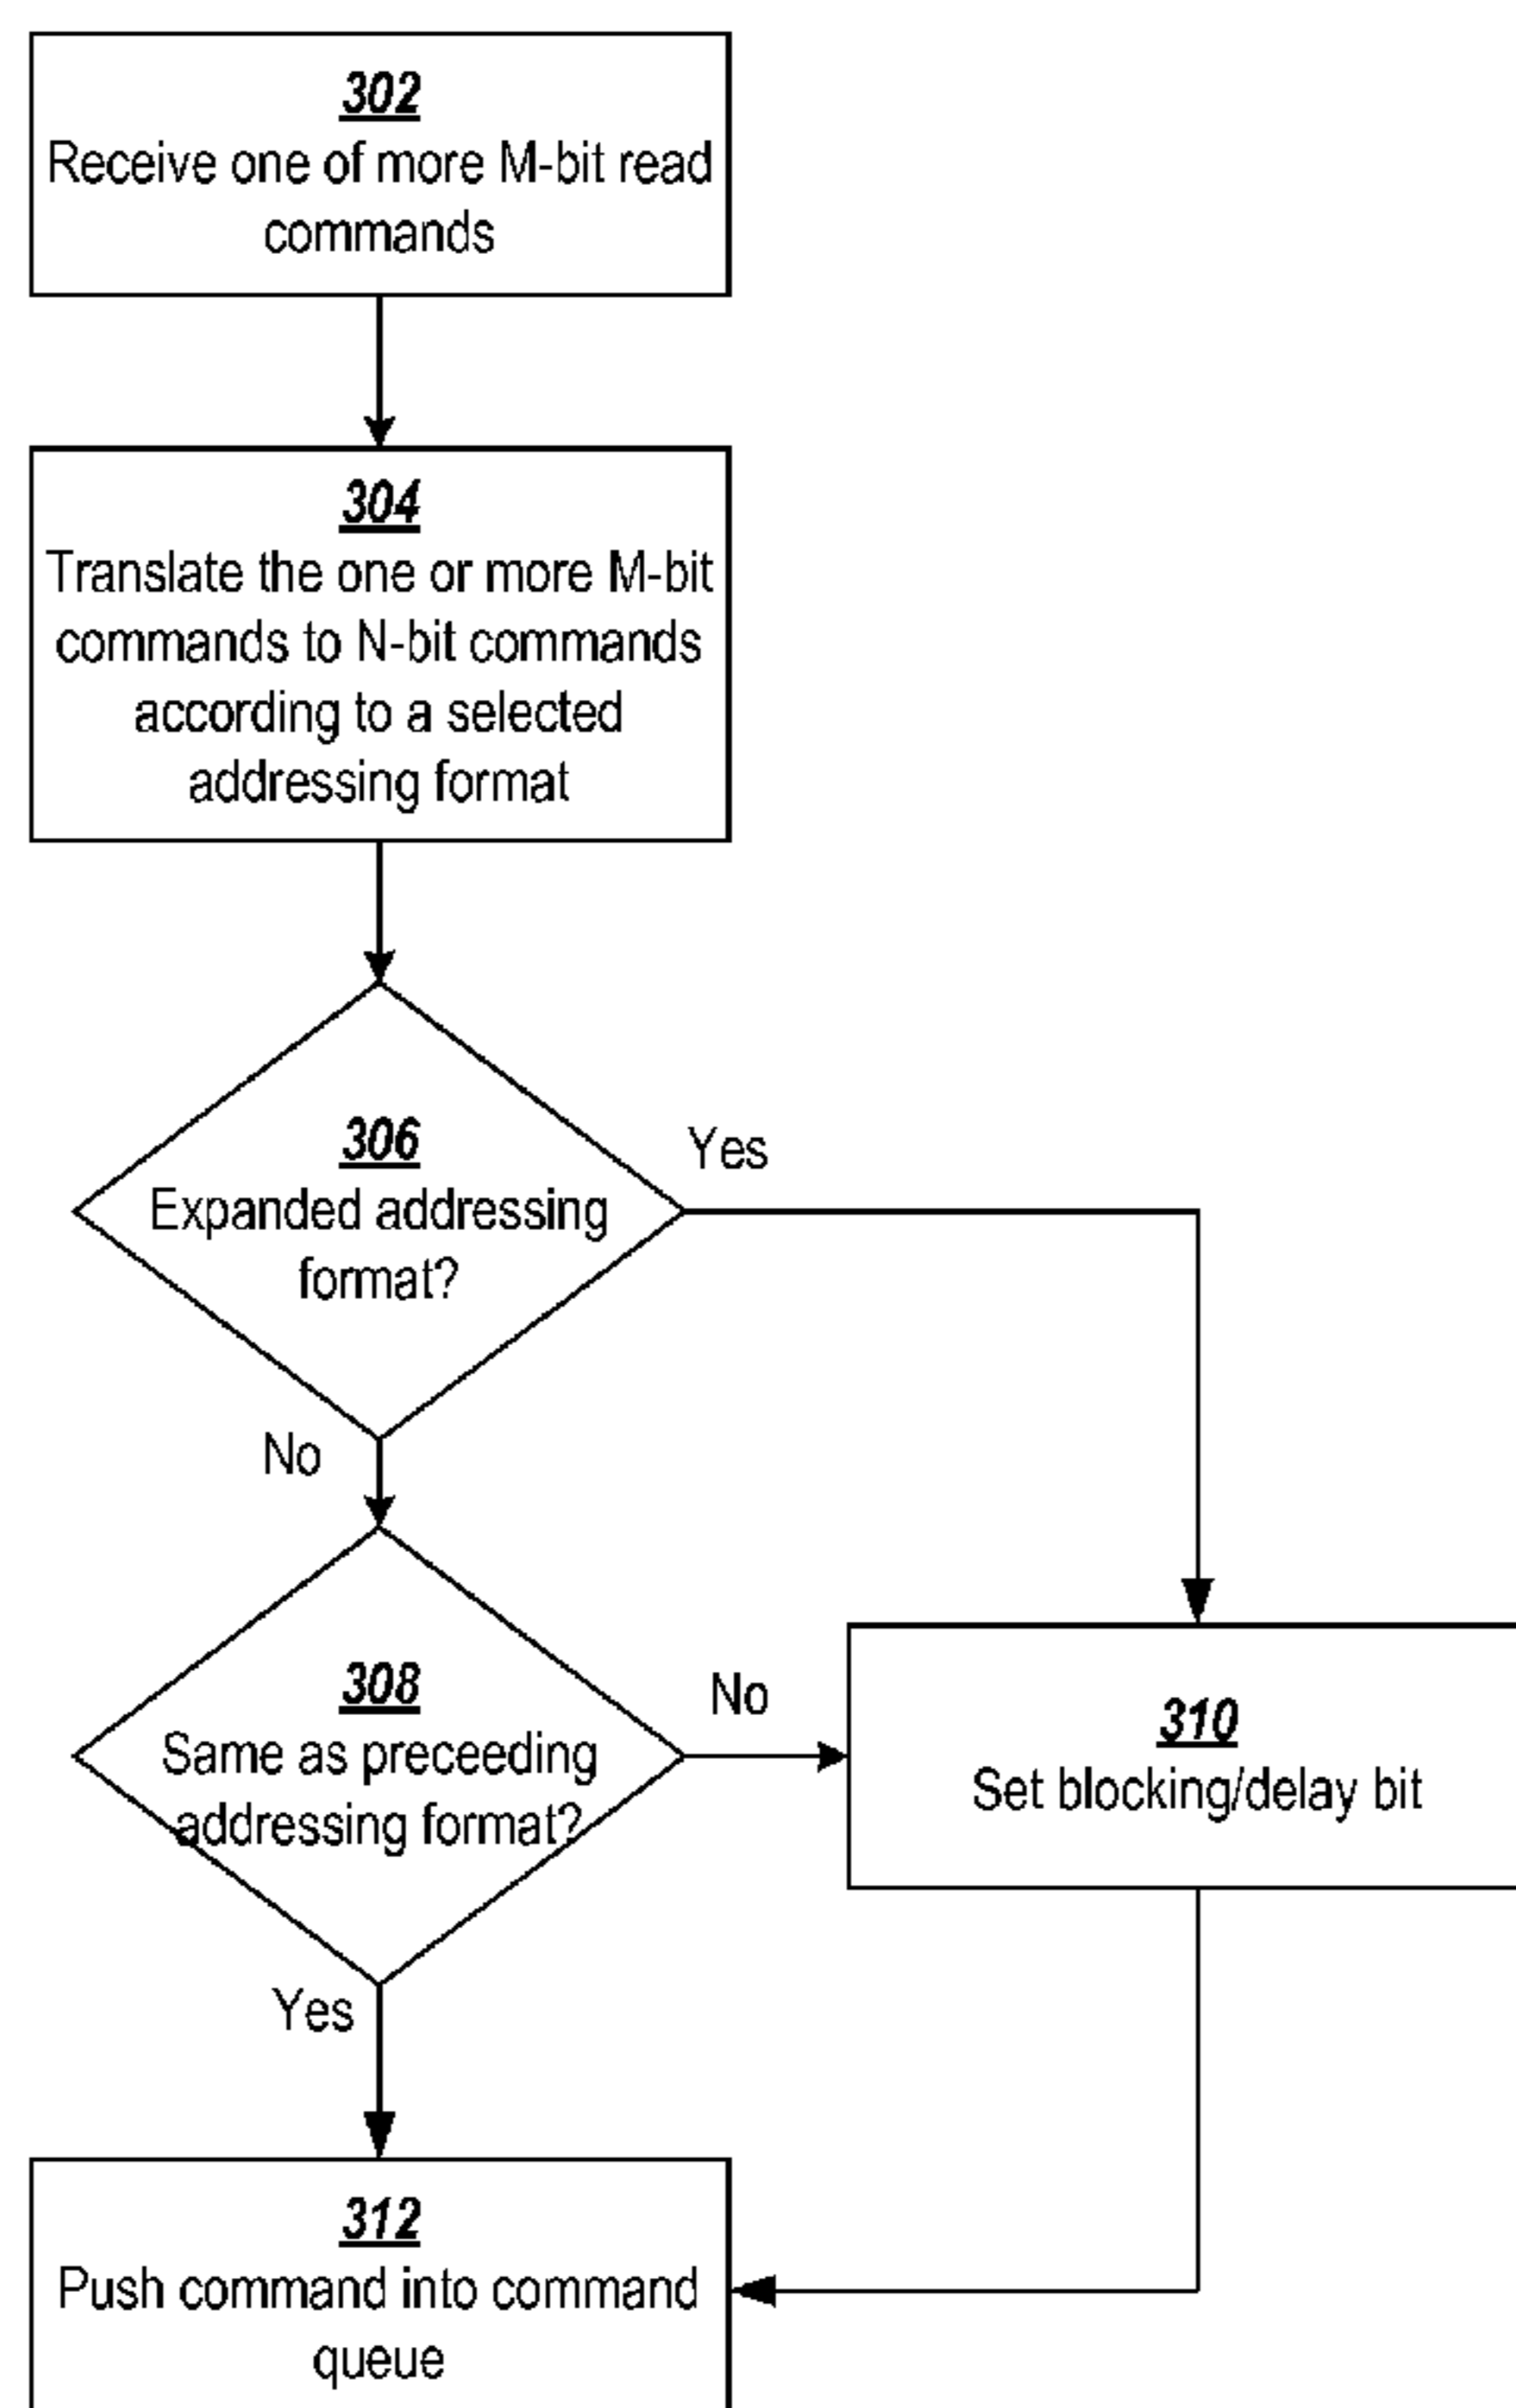 302
Receive one of more M-bit read
commands
304
Translate the one or more M-bit
commands to N-bit commands
according to a selected
addressing format
306
Expanded addressing
format?
Yes
No
308
Same as preceeding
addressing format?
No
310
Set blocking/delay bit
Yes
312
Push command into command
queue